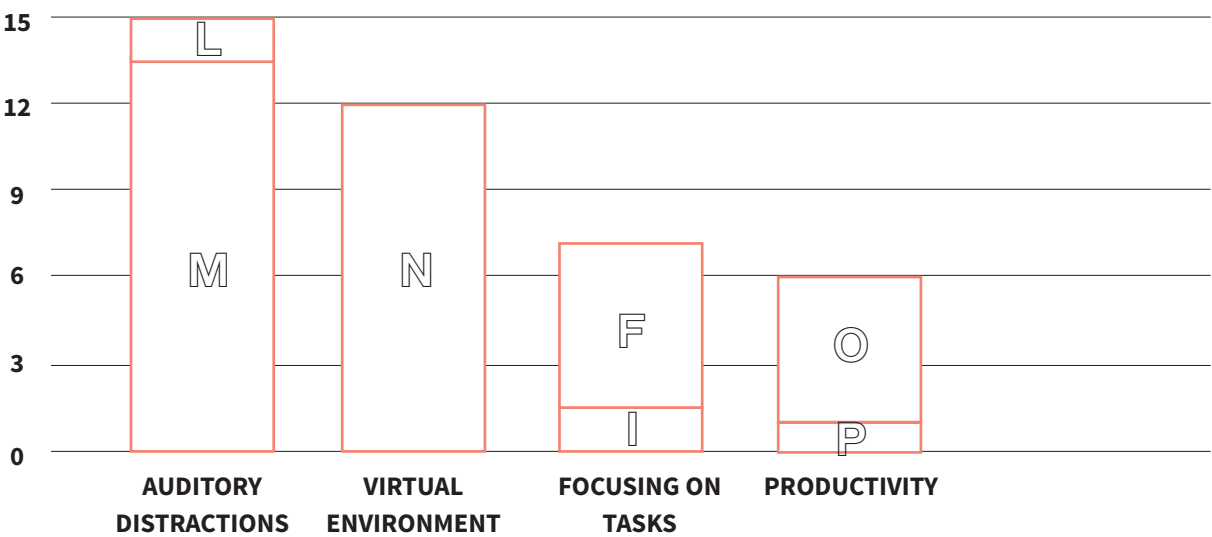 15
L
12
9
M
N
6
F
O
3
I
P
0
AUDITORY
DISTRACTIONS
VIRTUAL
ENVIRONMENT
FOCUSING ON
TASKS
PRODUCTIVITY